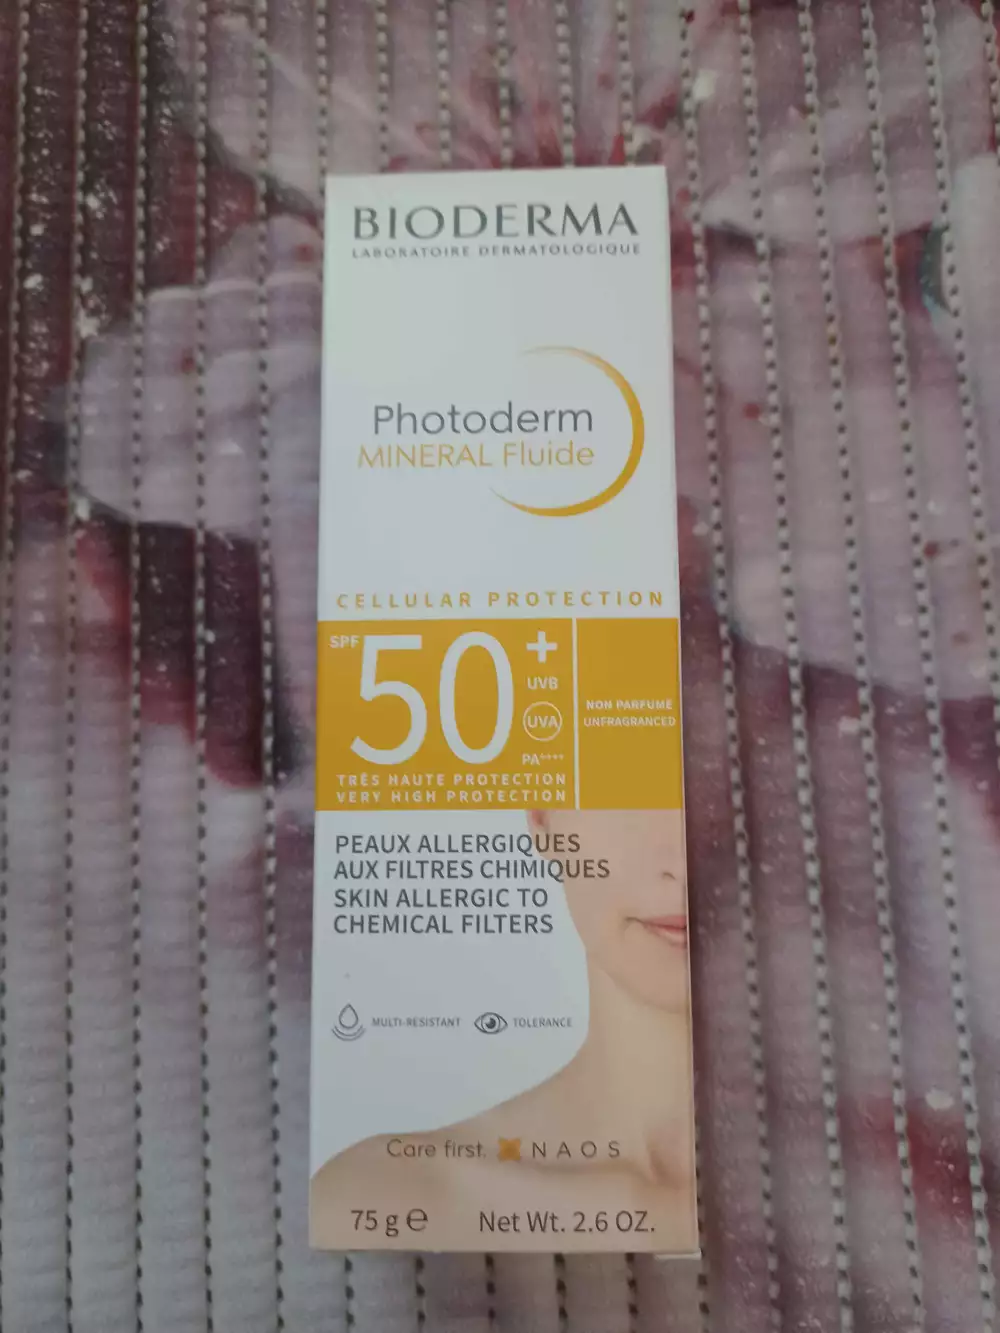 BIODERMA
LABORATOIRE DERMATOLOGIQUE
Photoderm
MINERAL Fluide
CELLULAR PROTECTION
SPF 50+
UVB
UVA
PA++++
TRÈS HAUTE PROTECTION
VERY HIGH PROTECTION
NON PARFUMÉ
UNFRAGRANCED
PEAUX ALLERGIQUES
AUX FILTRES CHIMIQUES
SKIN ALLERGIC TO
CHEMICAL FILTERS
MULTI-RESISTANT TOLERANCE
Care first. NAOS
75 g ℮ Net Wt. 2.6 OZ.